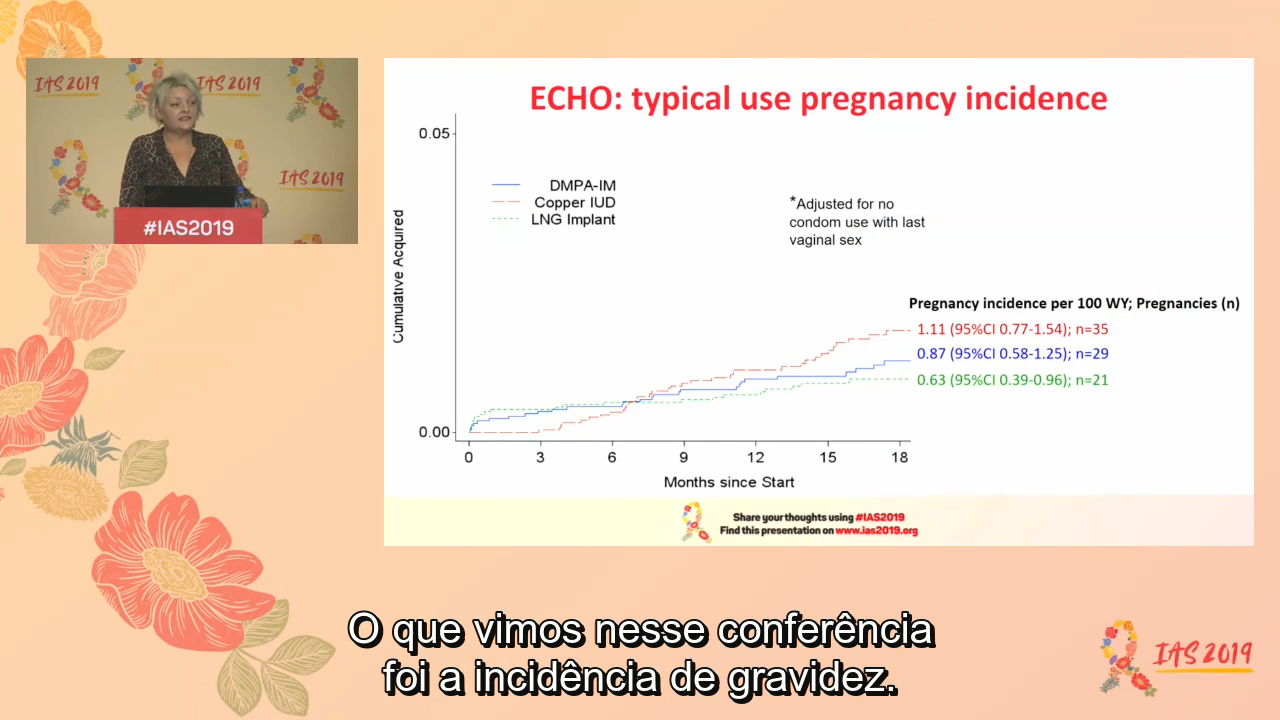 IAS 2019
IAS 2019
IAS 2019
#IAS2019
ECHO: typical use pregnancy incidence
0.05
DMPA-IM
Copper IUD
LNG Implant
*Adjusted for no
condom use with last
vaginal sex
Cumulative Acquired
Pregnancy incidence per 100 WY; Pregnancies (n)
1.11 (95%CI 0.77-1.54); n=35
0.87 (95%CI 0.58-1.25); n=29
0.63 (95%CI 0.39-0.96); n=21
0.00
0 3 6 9 12 15 18
Months since Start
Share your thoughts using #IAS2019
Find this presentation on www.ias2019.org
O que vimos nesse conferência
foi a incidência de gravidez.
IAS 2019